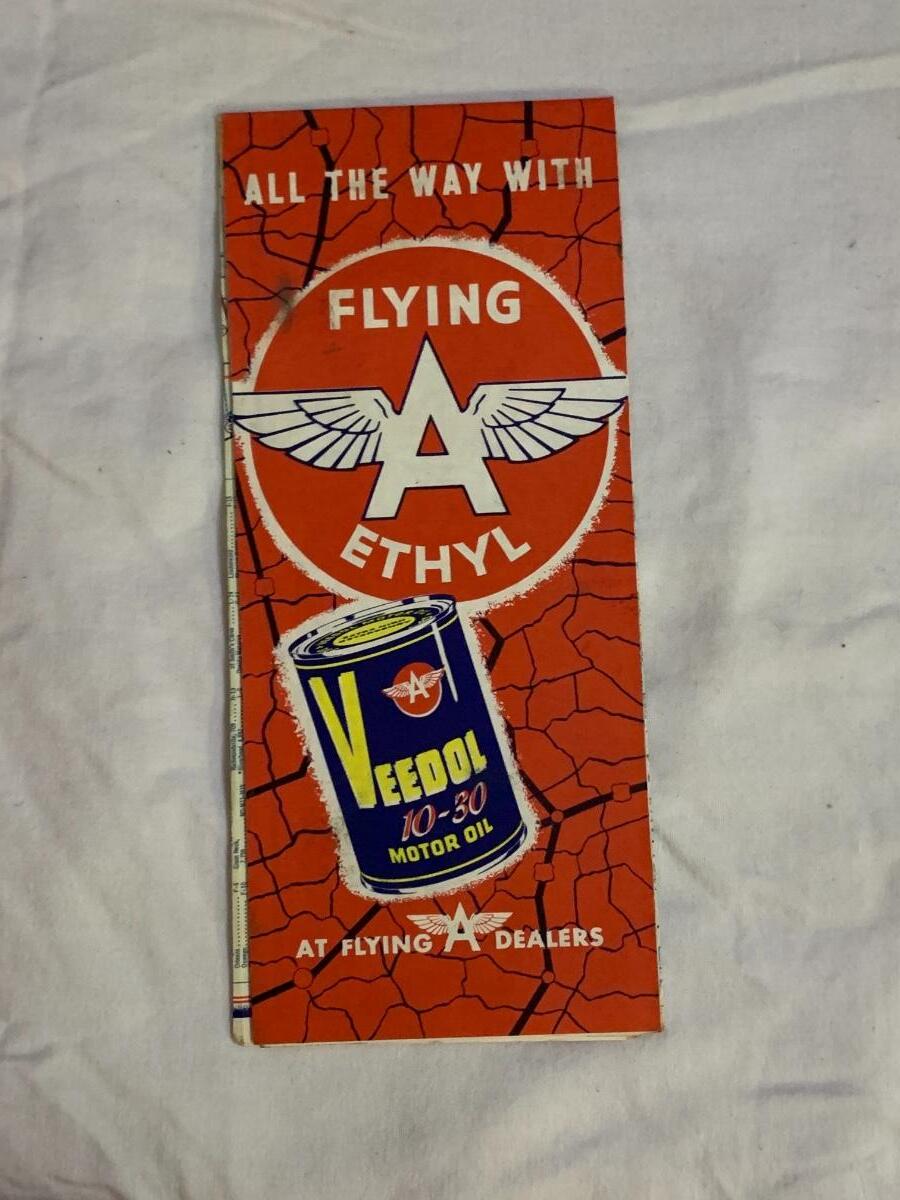 ALL THE WAY WITH
FLYING
A
ETHYL
A
VEEDOL
10-30
MOTOR OIL
AT FLYING A DEALERS